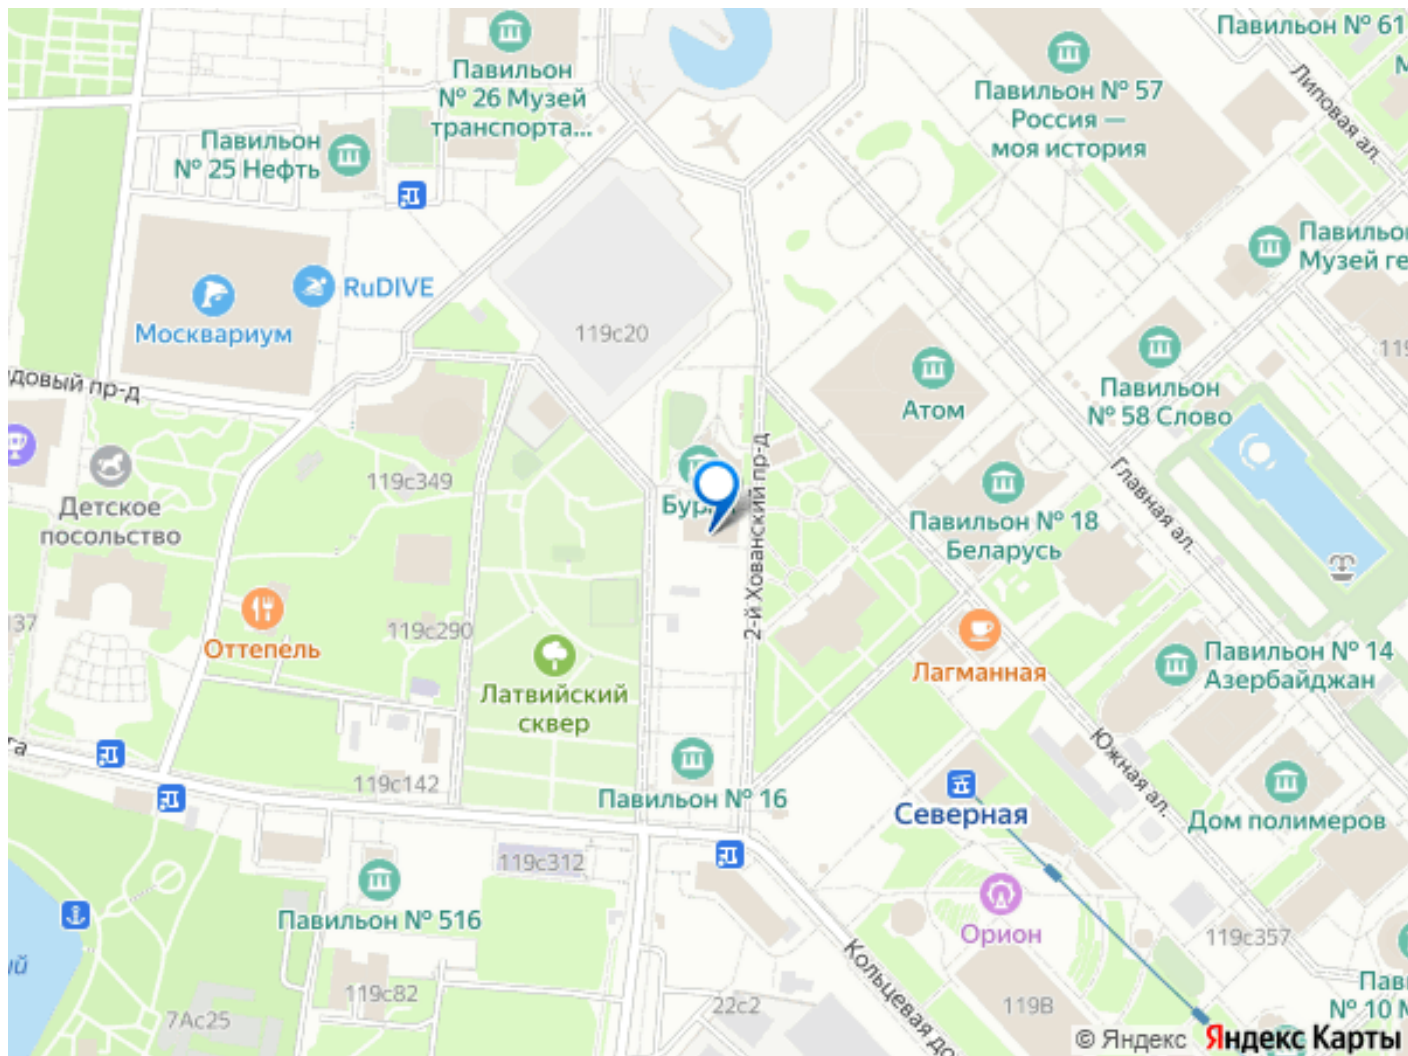 Павильон № 61
Павильон
№ 26 Музей
транспорта...
Павильон № 57
Россия —
моя история
Липовая ал.
Павильон
№ 25 Нефть
Музей ге
RuDIVE
Москвариум
119с20
Павильон
№ 58 Слово
Атом
119
довый пр-д
119с349
Детское
посольство
2-й Хованский пр-д
Павильон № 18
Беларусь
Главная ал.
137
Оттепель
119с290
Латвийский
сквер
Лагманная
Павильон № 14
Азербайджан
Южная ал.
119с142
Павильон № 16
Северная
Дом полимеров
119с312
Павильон № 516
Орион
119с357
119с82
7Ас25
22с2
Кольцевая до
119В
№ 10 М
© Яндекс Яндекс Карты